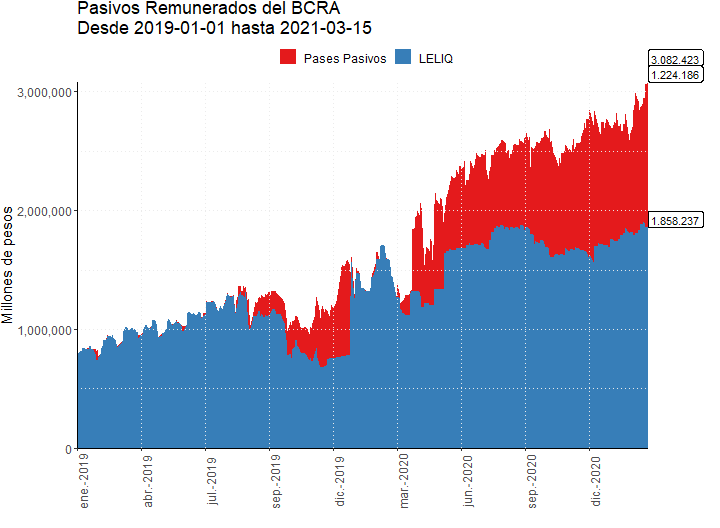 Pasivos Remunerados del BCRA
Desde 2019-01-01 hasta 2021-03-15
Pases Pasivos
LELIQ
3.082.423
1.224.186
1.858.237
Millones de pesos
3,000,000
2,000,000
1,000,000
0
ene.-2019
abr.-2019
jul.-2019
sep.-2019
dic.-2019
mar.-2020
jun.-2020
sep.-2020
dic.-2020